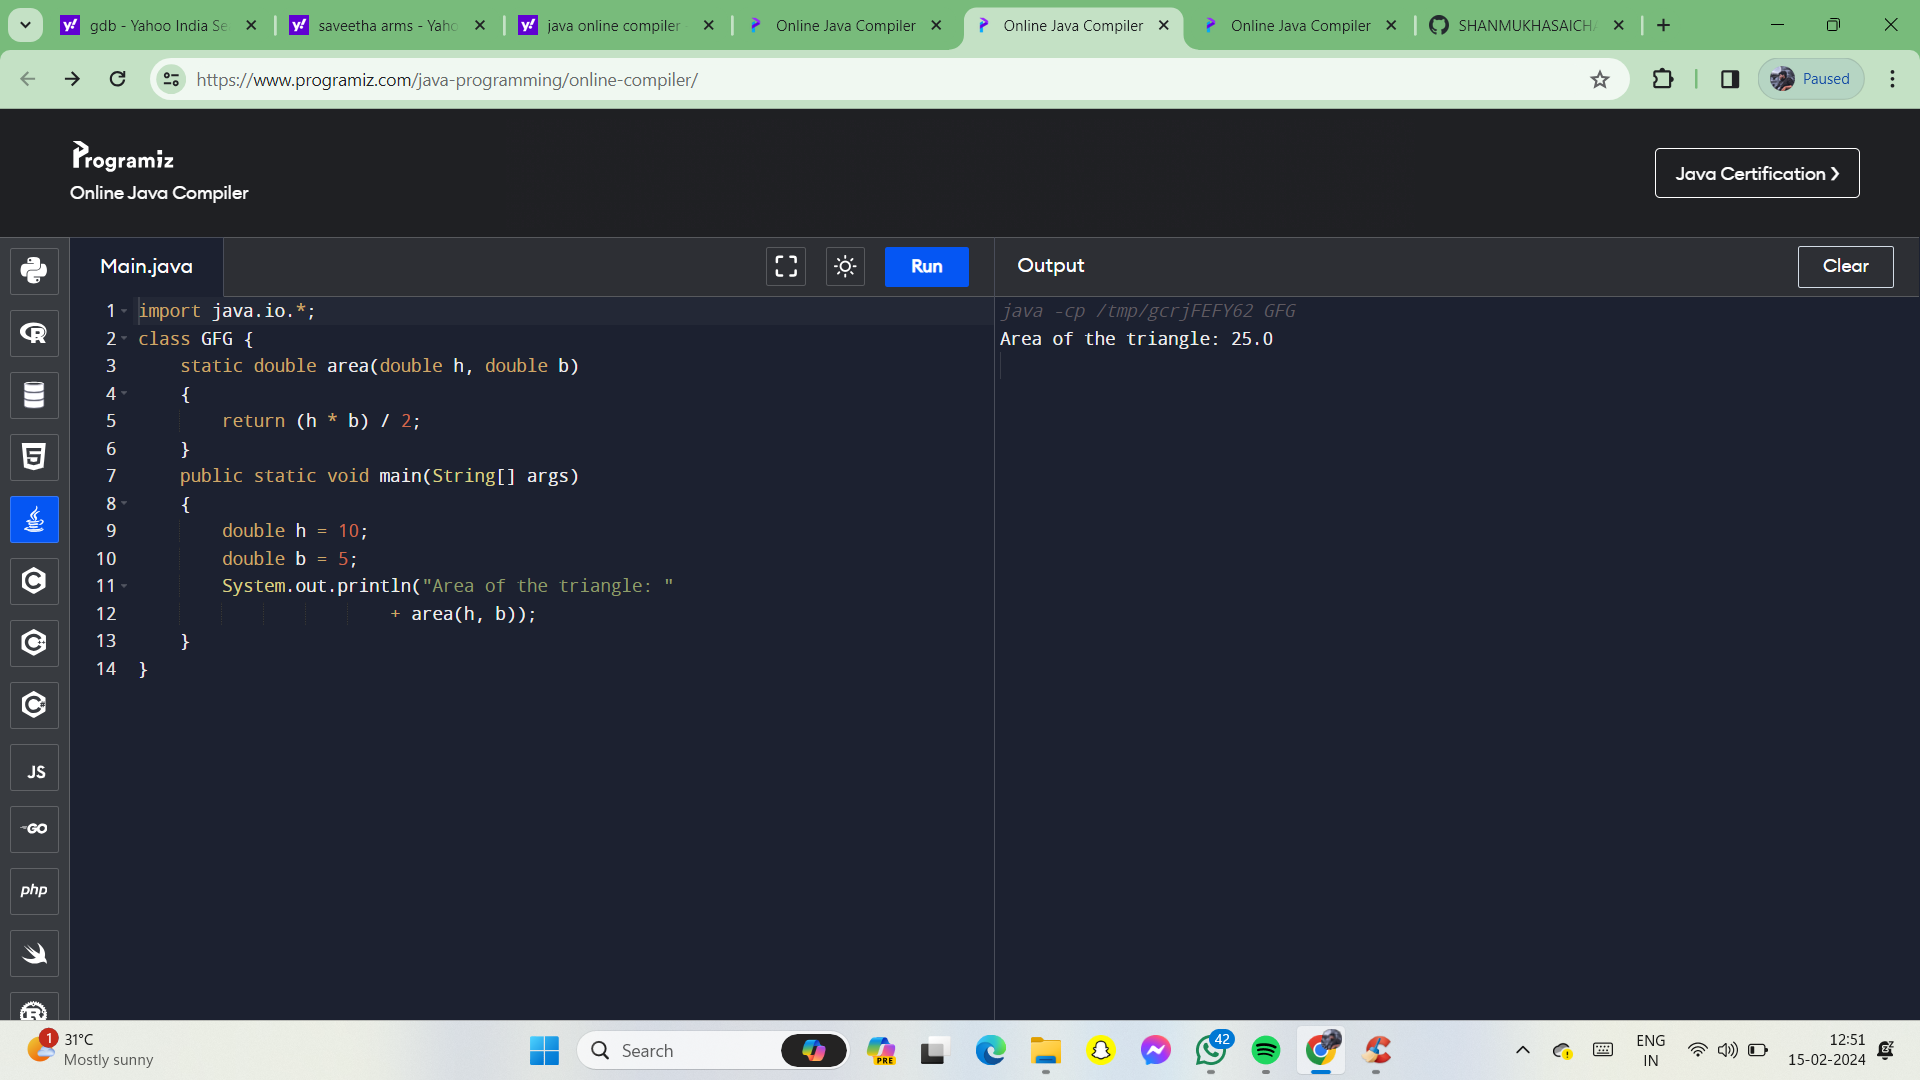 gdb - Yahoo India Se
saveetha arms - Yaho
java online compiler
Online Java Compiler
Online Java Compiler
Online Java Compiler
SHANMUKHASAICHA
https://www.programiz.com/java-programming/online-compiler/
Paused
Programiz
Online Java Compiler
Java Certification ❯
Main.java
Run
Output
Clear
1 import java.io.*;
2 class GFG {
3     static double area(double h, double b)
4     {
5         return (h * b) / 2;
6     }
7     public static void main(String[] args)
8     {
9         double h = 10;
10         double b = 5;
11         System.out.println("Area of the triangle: "
12                         + area(h, b));
13     }
14 }
java -cp /tmp/gcrjFEFY62 GFG
Area of the triangle: 25.0
R
5
C
C
C
JS
GO
php
R
1
31°C
Mostly sunny
Search
PRE
42
ENG
IN
12:51
15-02-2024